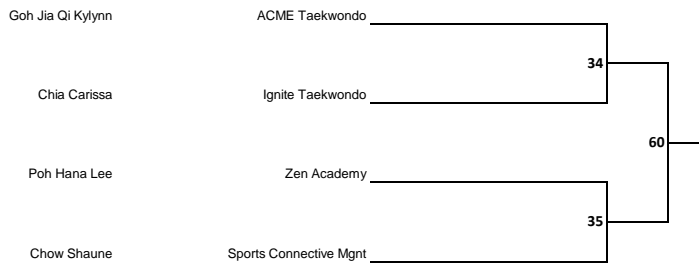 Goh Jia Qi Kylynn ACME Taekwondo
34
Chia Carissa Ignite Taekwondo
60
Poh Hana Lee Zen Academy
35
Chow Shaune Sports Connective Mgnt